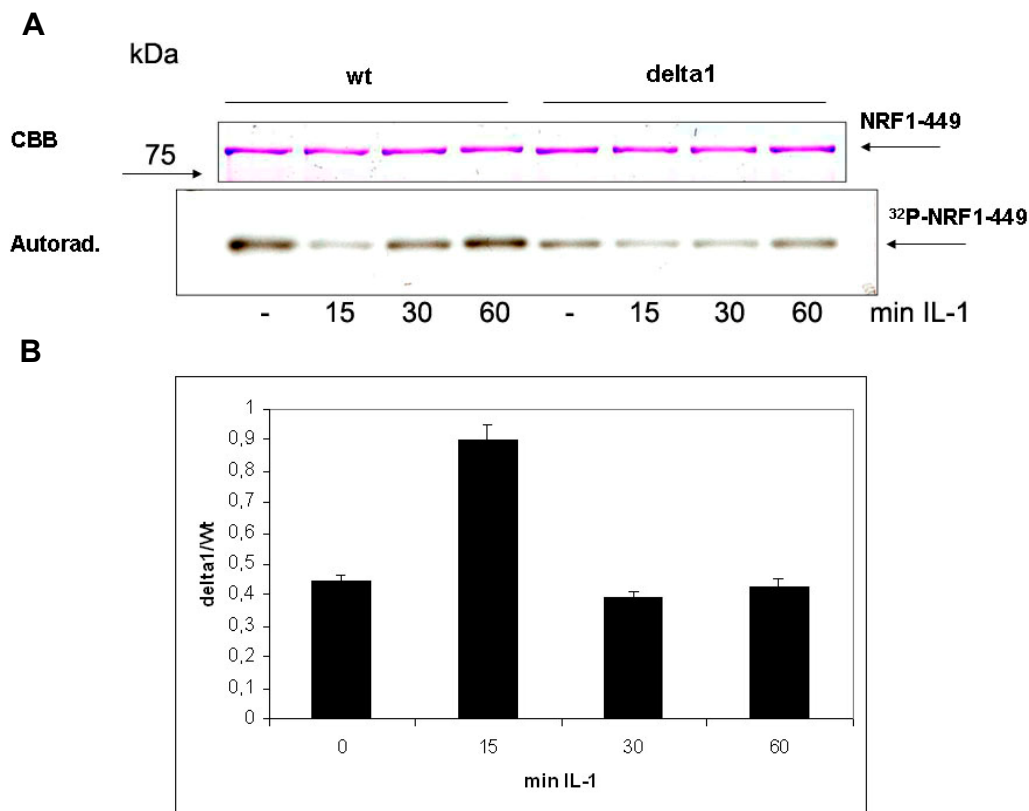 A
kDa
wt delta1
CBB
NRF1-449
75
Autorad.
³²P-NRF1-449
- 15 30 60 - 15 30 60 min IL-1
B
1
0,9
0,8
0,7
0,6
0,5
0,4
0,3
0,2
0,1
0
delta1/Wt
0 15 30 60
min IL-1